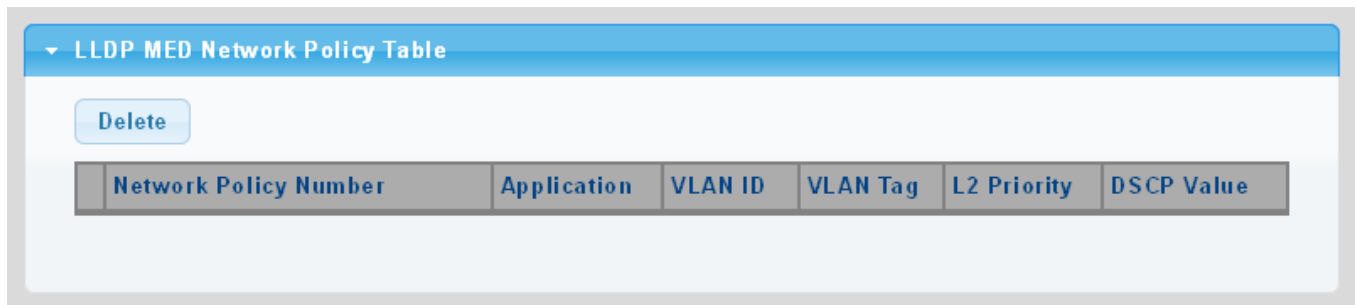 LLDP MED Network Policy Table
Delete
Network Policy Number Application VLAN ID VLAN Tag L2 Priority DSCP Value